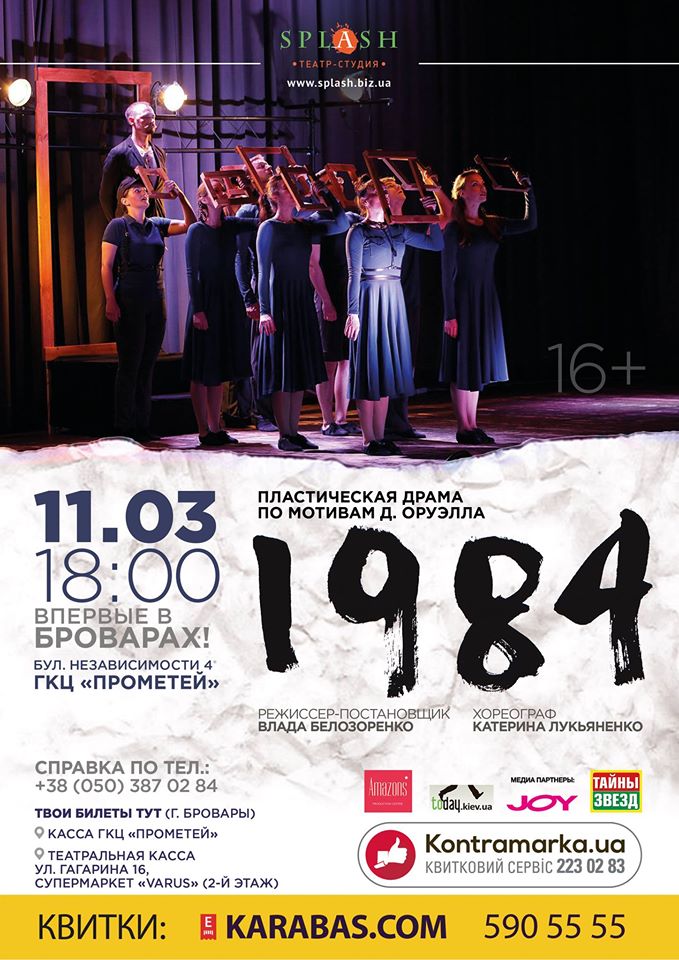 SPLASH
•ТЕАТР-СТУДИЯ•
www.splash.biz.ua
16+
11.03
18:00
ВПЕРВЫЕ В
БРОВАРАХ!
БУЛ. НЕЗАВИСИМОСТИ 4
ГКЦ «ПРОМЕТЕЙ»
ПЛАСТИЧЕСКАЯ ДРАМА
ПО МОТИВАМ Д. ОРУЭЛЛА
1984
РЕЖИССЕР-ПОСТАНОВЩИК
ВЛАДА БЕЛОЗОРЕНКО
ХОРЕОГРАФ
КАТЕРИНА ЛУКЬЯНЕНКО
СПРАВКА ПО ТЕЛ.:
+38 (050) 387 02 84
ТВОИ БИЛЕТЫ ТУТ (Г. БРОВАРЫ)
КАССА ГКЦ «ПРОМЕТЕЙ»
ТЕАТРАЛЬНАЯ КАССА
УЛ. ГАГАРИНА 16,
СУПЕРМАРКЕТ «VARUS» (2-Й ЭТАЖ)
Amazons
PRODUCTION CENTRE
today.kiev.ua
МЕДИА ПАРТНЕРЫ:
JOY
ТАЙНЫ
ЗВЕЗД
Kontramarka.ua
КВИТКОВИЙ СЕРВІС 223 02 83
КВИТКИ: KARABAS.COM 590 55 55